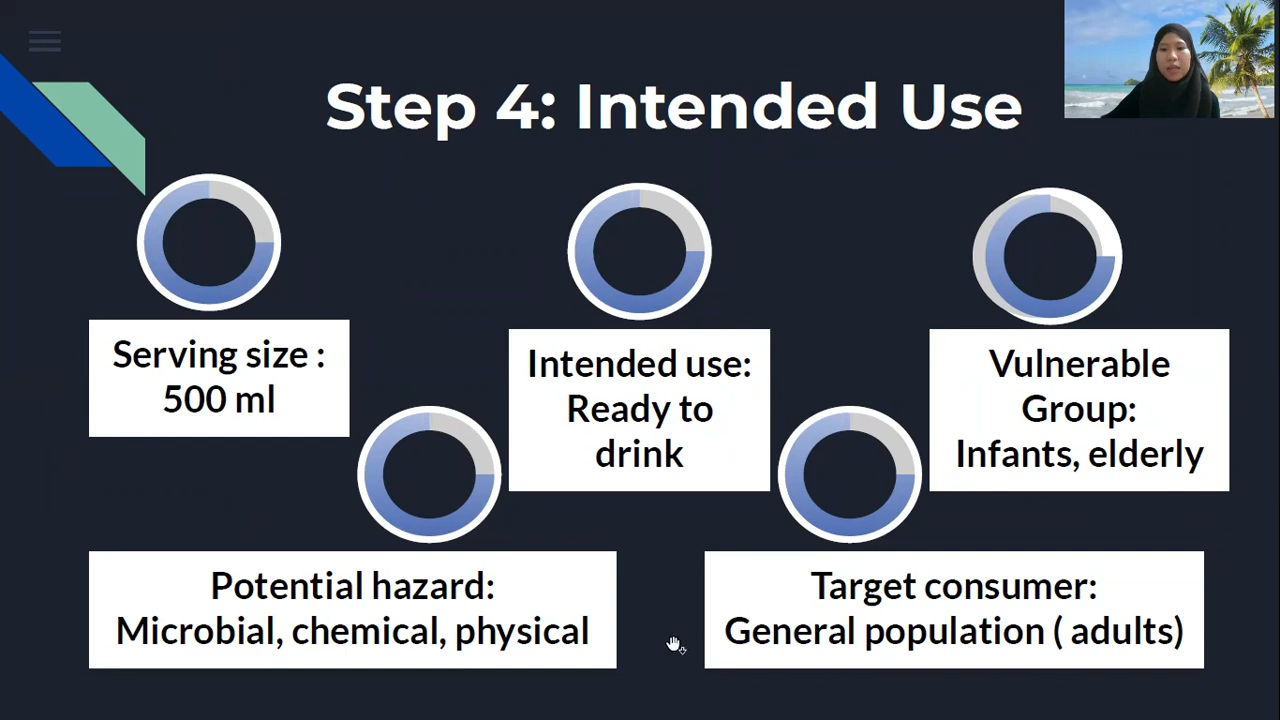 Step 4: Intended Use
Serving size :
500 ml
Intended use:
Ready to
drink
Vulnerable
Group:
Infants, elderly
Potential hazard:
Microbial, chemical, physical
Target consumer:
General population ( adults)